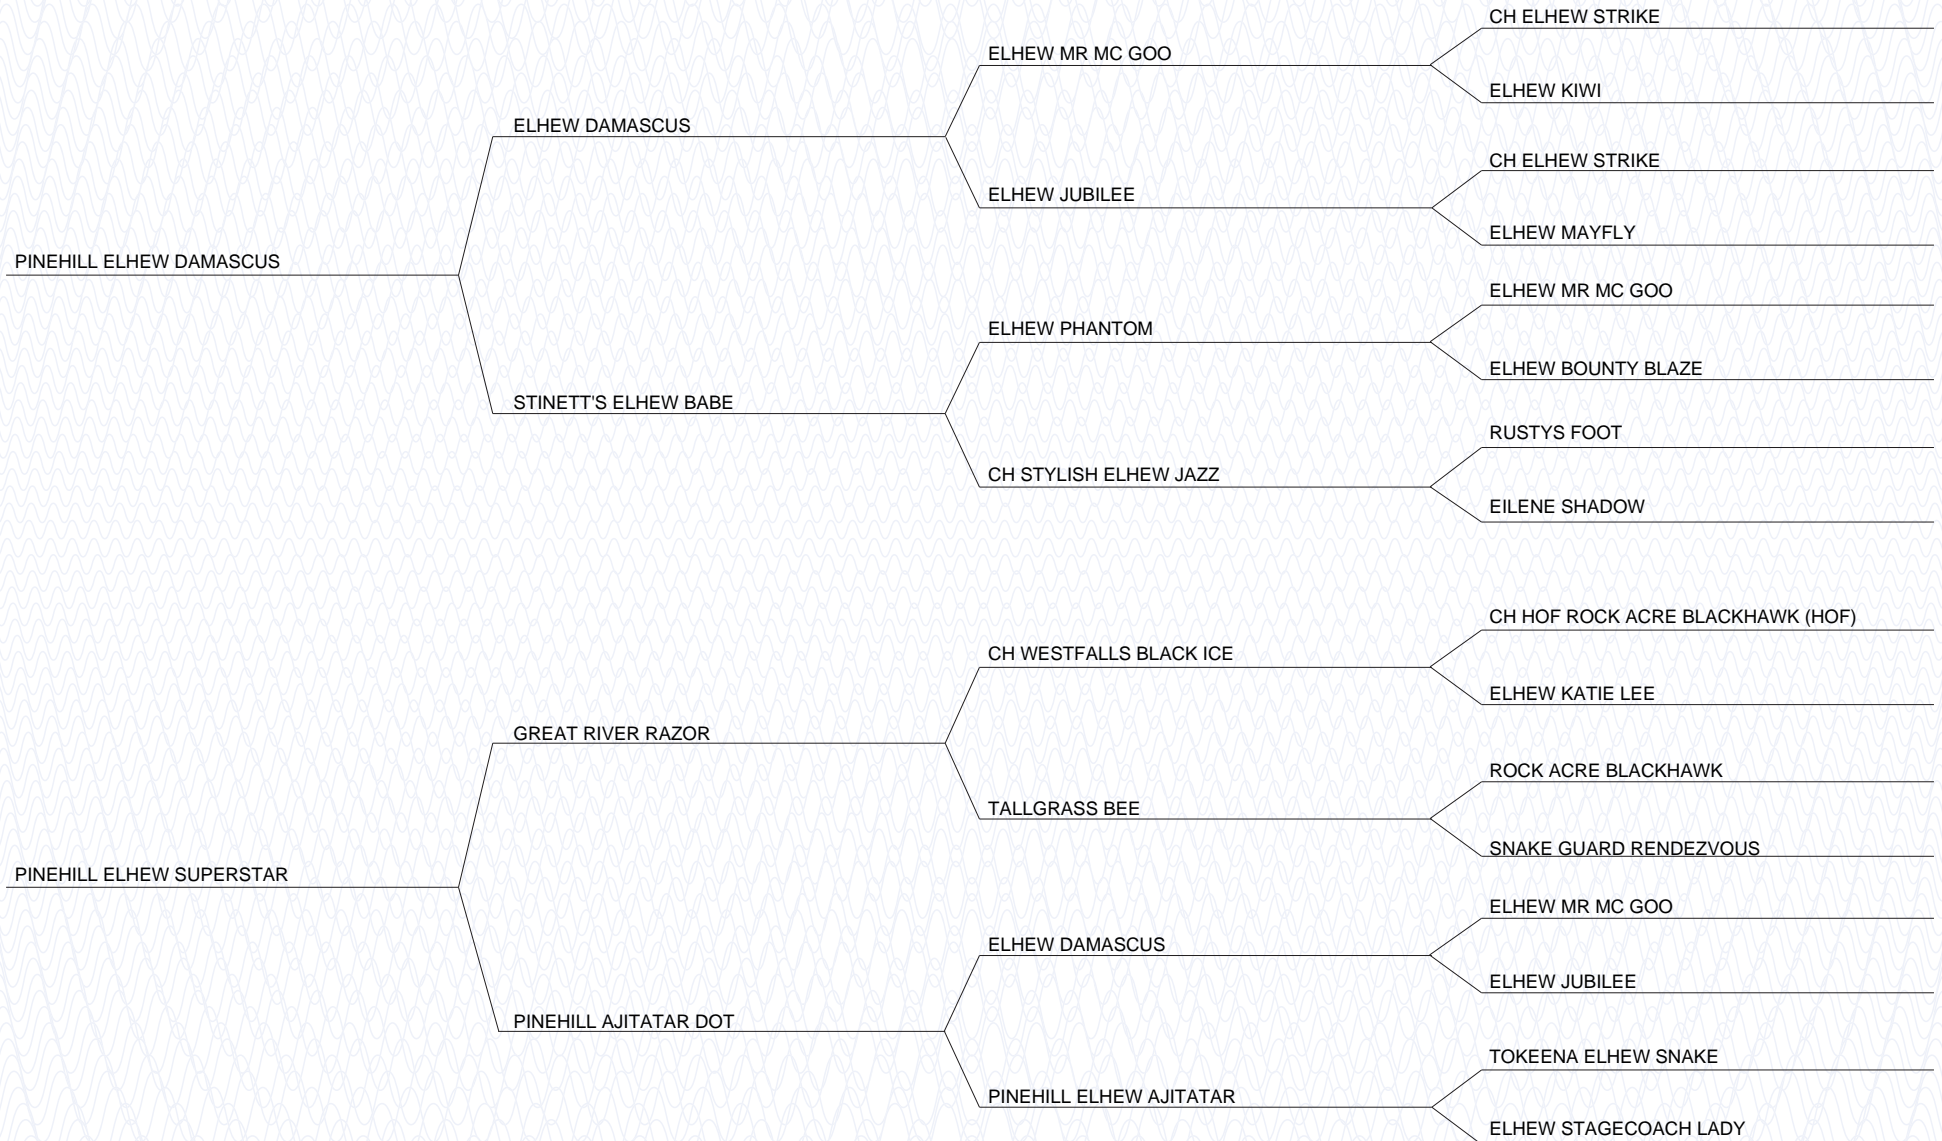 CH ELHEW STRIKE
ELHEW MR MC GOO
ELHEW KIWI
ELHEW DAMASCUS
CH ELHEW STRIKE
ELHEW JUBILEE
ELHEW MAYFLY
PINEHILL ELHEW DAMASCUS
ELHEW MR MC GOO
ELHEW PHANTOM
ELHEW BOUNTY BLAZE
STINETT'S ELHEW BABE
RUSTYS FOOT
CH STYLISH ELHEW JAZZ
EILENE SHADOW
CH HOF ROCK ACRE BLACKHAWK (HOF)
CH WESTFALLS BLACK ICE
ELHEW KATIE LEE
GREAT RIVER RAZOR
ROCK ACRE BLACKHAWK
TALLGRASS BEE
SNAKE GUARD RENDEZVOUS
PINEHILL ELHEW SUPERSTAR
ELHEW MR MC GOO
ELHEW DAMASCUS
ELHEW JUBILEE
PINEHILL AJITATAR DOT
TOKEENA ELHEW SNAKE
PINEHILL ELHEW AJITATAR
ELHEW STAGECOACH LADY